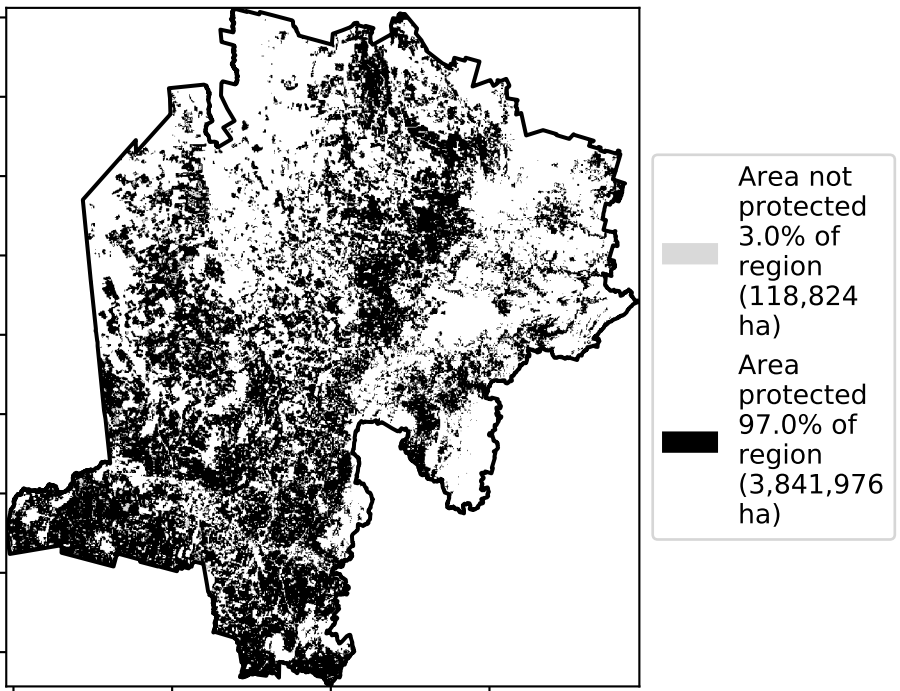 Area not
protected
3.0% of
region
(118,824
ha)
Area
protected
97.0% of
region
(3,841,976
ha)